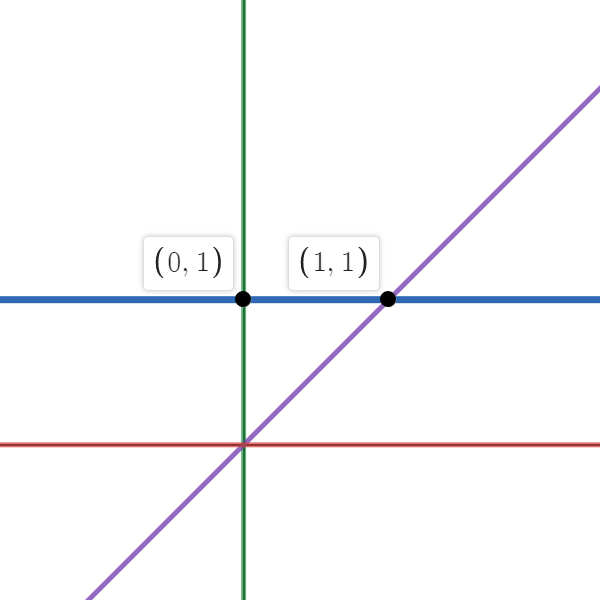 (0, 1)
(1, 1)